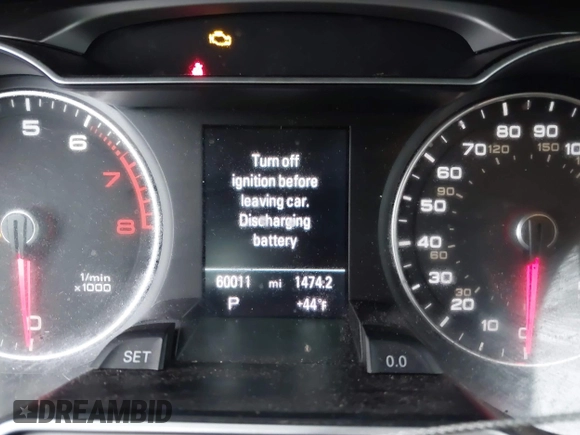 Turn off
ignition before
leaving car.
Discharging
battery
60011 mi 1474:2
P +44°F
5 6 7 8
1/min
x1000
0
SET
0.0
0 10 20 30 40 50 60 70 80 90 10
30 60 90 120 150
DREAMBID